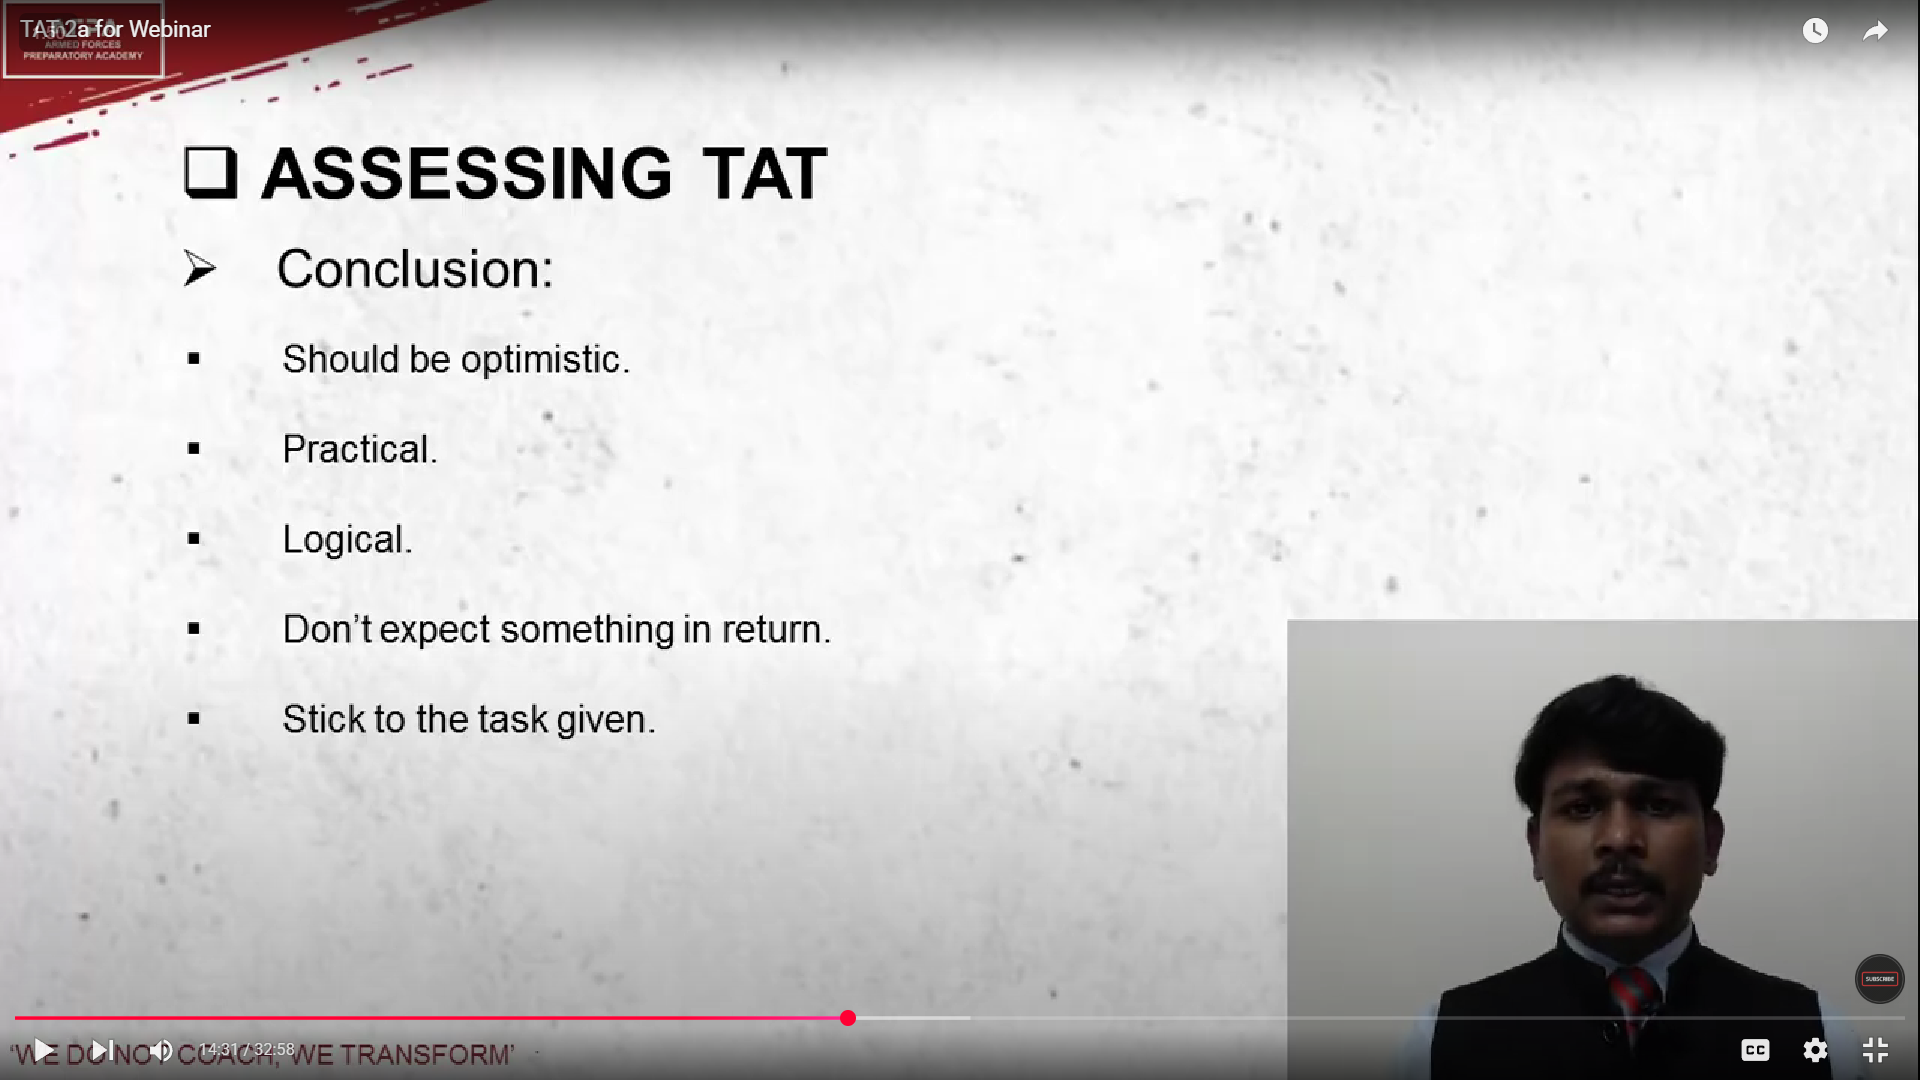 TAT-2a for Webinar
ARMED FORCES
PREPARATORY ACADEMY
❑ ASSESSING TAT
➢ Conclusion:
▪ Should be optimistic.
▪ Practical.
▪ Logical.
▪ Don’t expect something in return.
▪ Stick to the task given.
SUBSCRIBE
‘WE DO NOT COACH, WE TRANSFORM’
14:31 / 32:58
CC